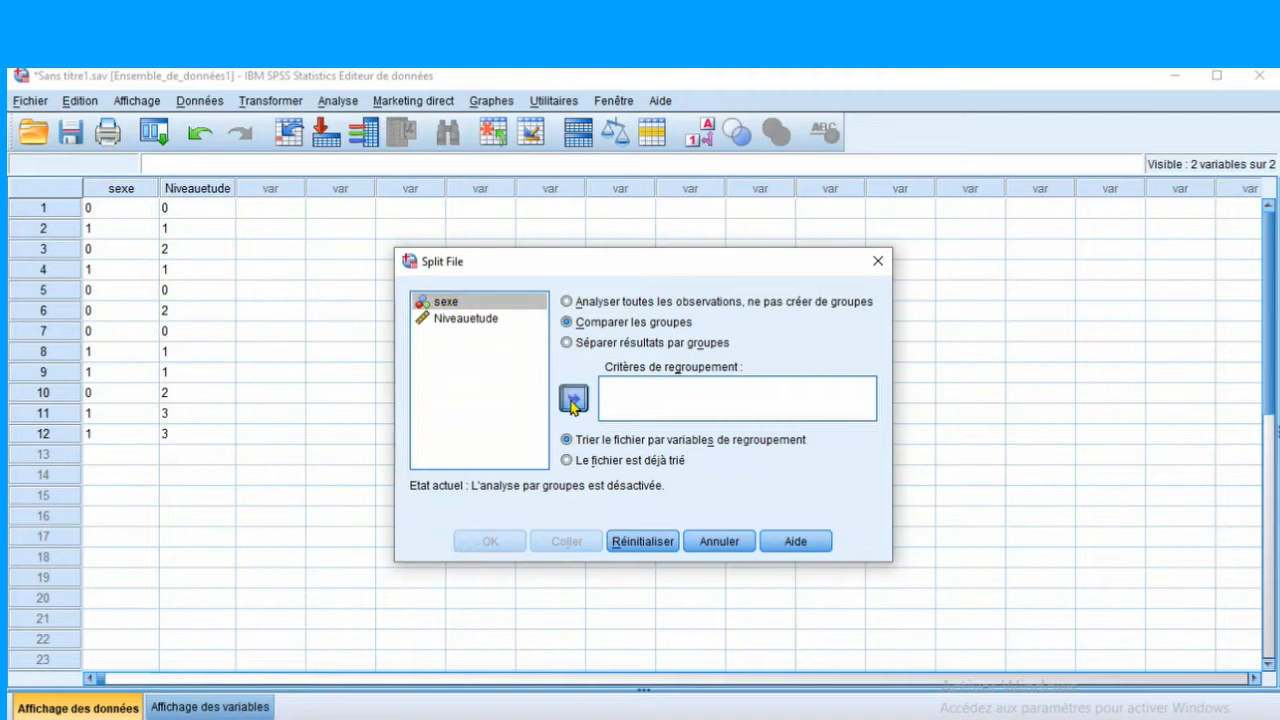 *Sans titre1.sav [Ensemble_de_données1] - IBM SPSS Statistics Editeur de données
Fichier Edition Affichage Données Transformer Analyse Marketing direct Graphes Utilitaires Fenêtre Aide
Visible : 2 variables sur 2
sexe Niveauetude var var var var var var var var var var var var var var var
1 0 0
2 1 1
3 0 2
4 1 1
5 0 0
6 0 2
7 0 0
8 1 1
9 1 1
10 0 2
11 1 3
12 1 3
13
14
15
16
17
18
19
20
21
22
23
Split File
sexe
Niveauetude
Analyser toutes les observations, ne pas créer de groupes
Comparer les groupes
Séparer résultats par groupes
Critères de regroupement :
Trier le fichier par variables de regroupement
Le fichier est déjà trié
Etat actuel : L'analyse par groupes est désactivée.
OK Coller Réinitialiser Annuler Aide
Affichage des données Affichage des variables
Accédez aux paramètres pour activer Windows.